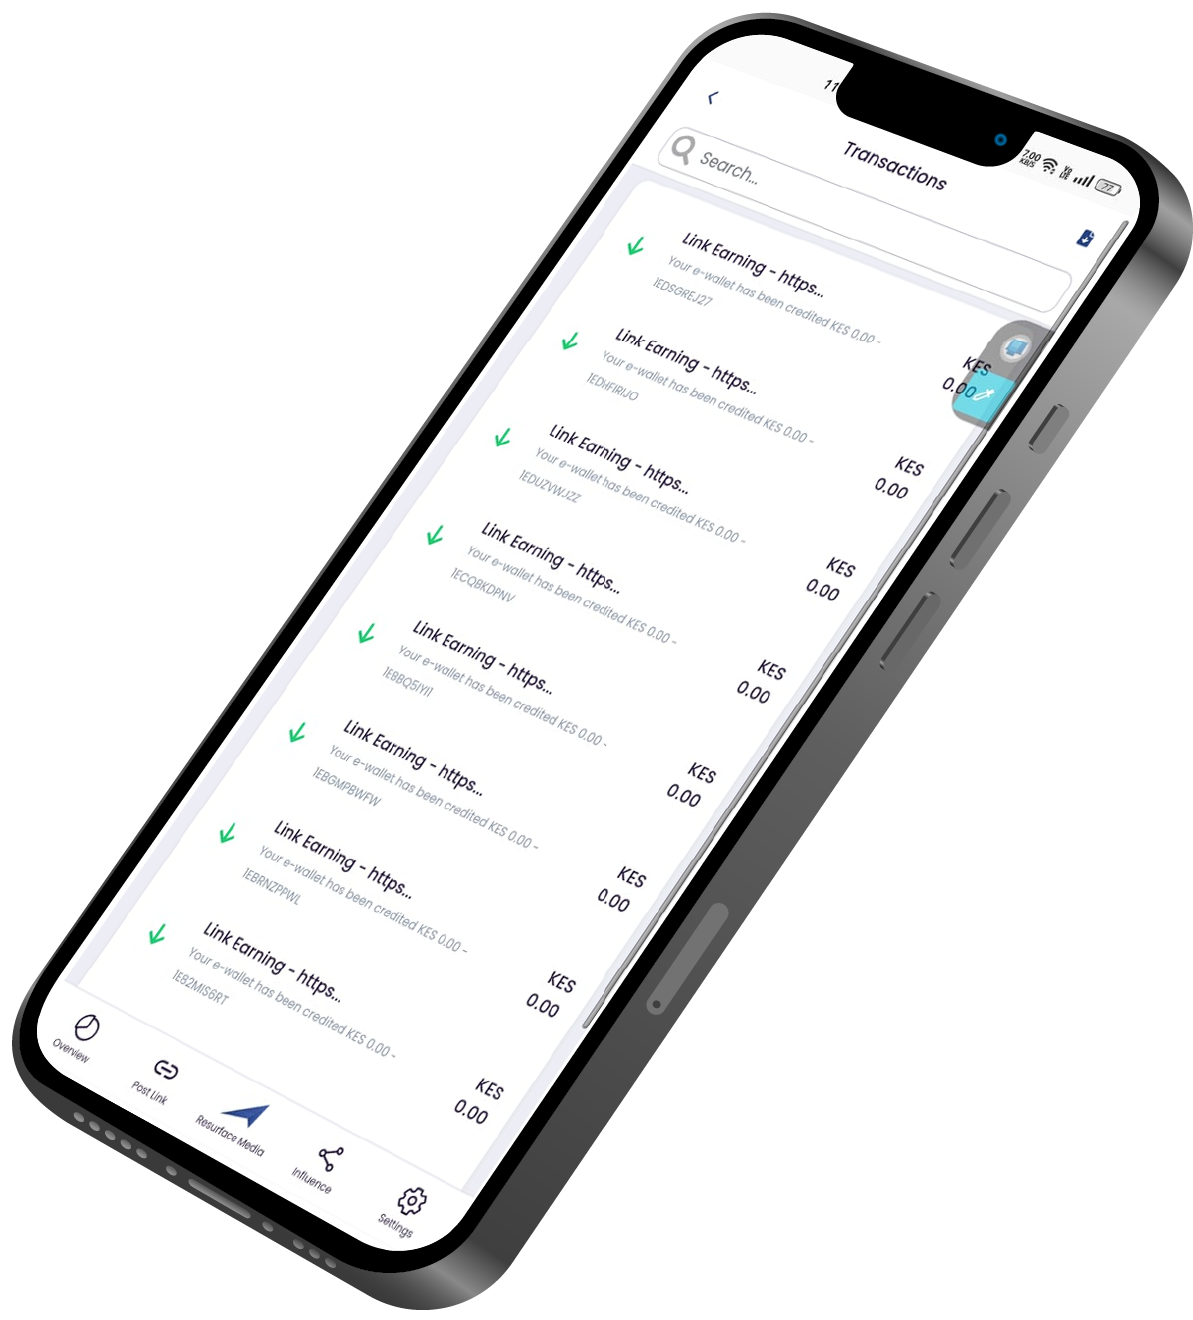 11
7.00
KB/S
Vo
LTE
77
Transactions
Search...
Link Earning - https...
Your e-wallet has been credited KES 0.00 -
1EDSGREJ27
KES
0.00
Link Earning - https...
Your e-wallet has been credited KES 0.00 -
KES
0.00
Link Earning - https...
Your e-wallet has been credited KES 0.00 -
1EDUZVWJZZ
KES
0.00
Link Earning - https...
Your e-wallet has been credited KES 0.00 -
1ECQBKDPNV
KES
0.00
Link Earning - https...
Your e-wallet has been credited KES 0.00 -
KES
0.00
Link Earning - https...
Your e-wallet has been credited KES 0.00 -
1EBGMPBWFW
KES
0.00
Link Earning - https...
Your e-wallet has been credited KES 0.00 -
1EBRNZPPWL
KES
0.00
Link Earning - https...
Your e-wallet has been credited KES 0.00 -
1EB2MIS6RT
KES
0.00
Overview
Post Link
Resurface Media
Influence
Settings